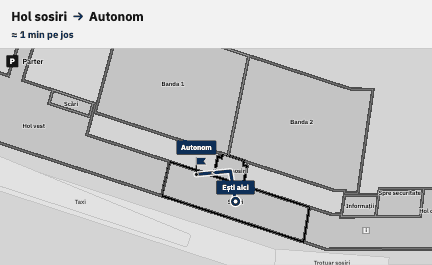 Hol sosiri → Autonom
≈ 1 min pe jos
P Parter
Banda 1
Banda 2
Scări
Hol vest
Autonom
Ești aici
Taxi
Informații
Spre securitate
Hol
i
Trotuar sosiri